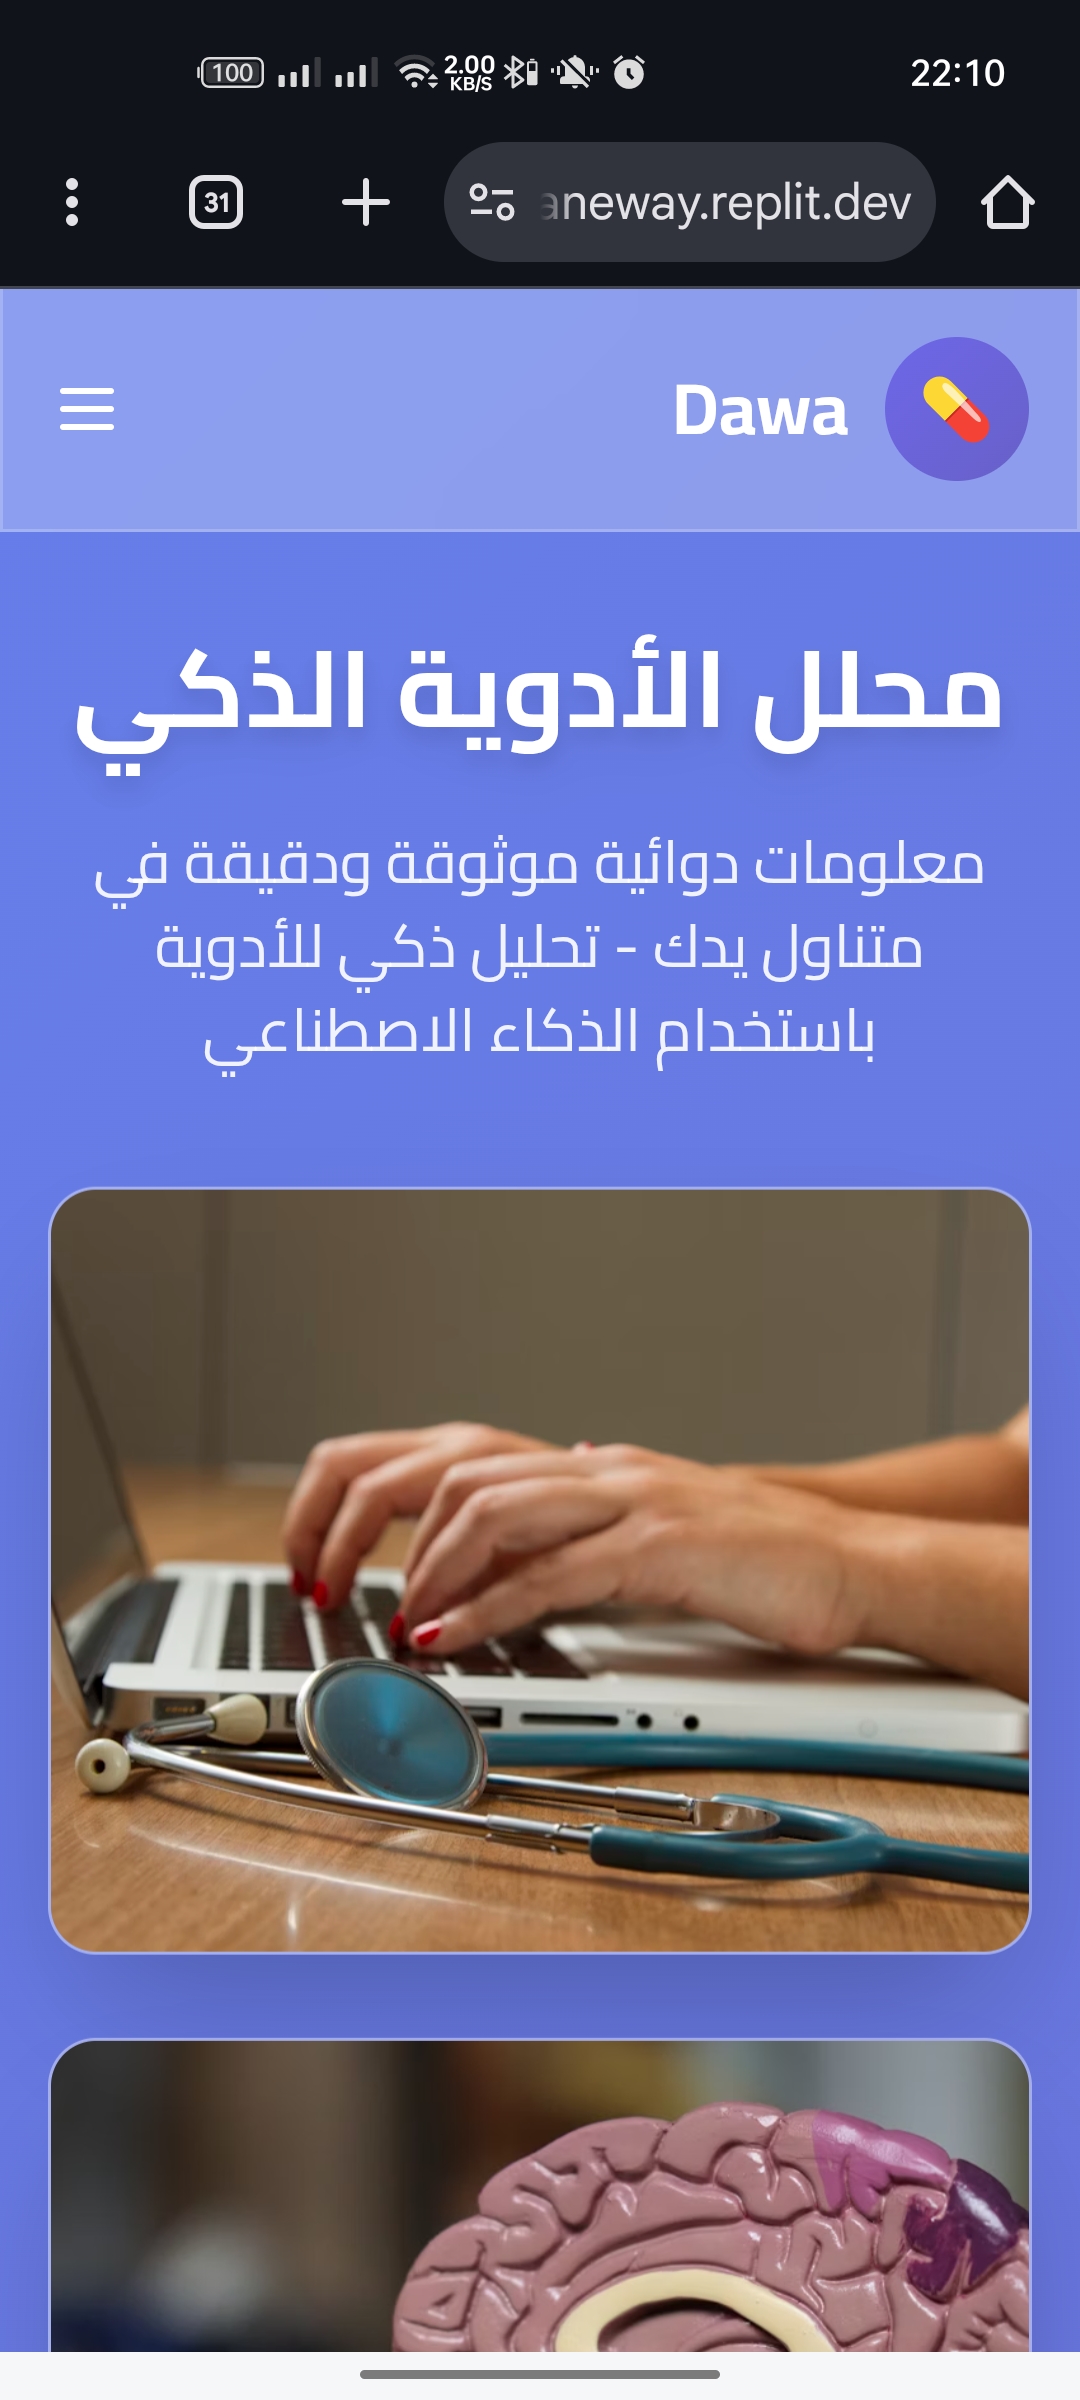 100
2.00
KB/S
22:10
31
aneway.replit.dev
Dawa
محلل الأدوية الذكي
معلومات دوائية موثوقة ودقيقة في
متناول يدك - تحليل ذكي للأدوية
باستخدام الذكاء الاصطناعي